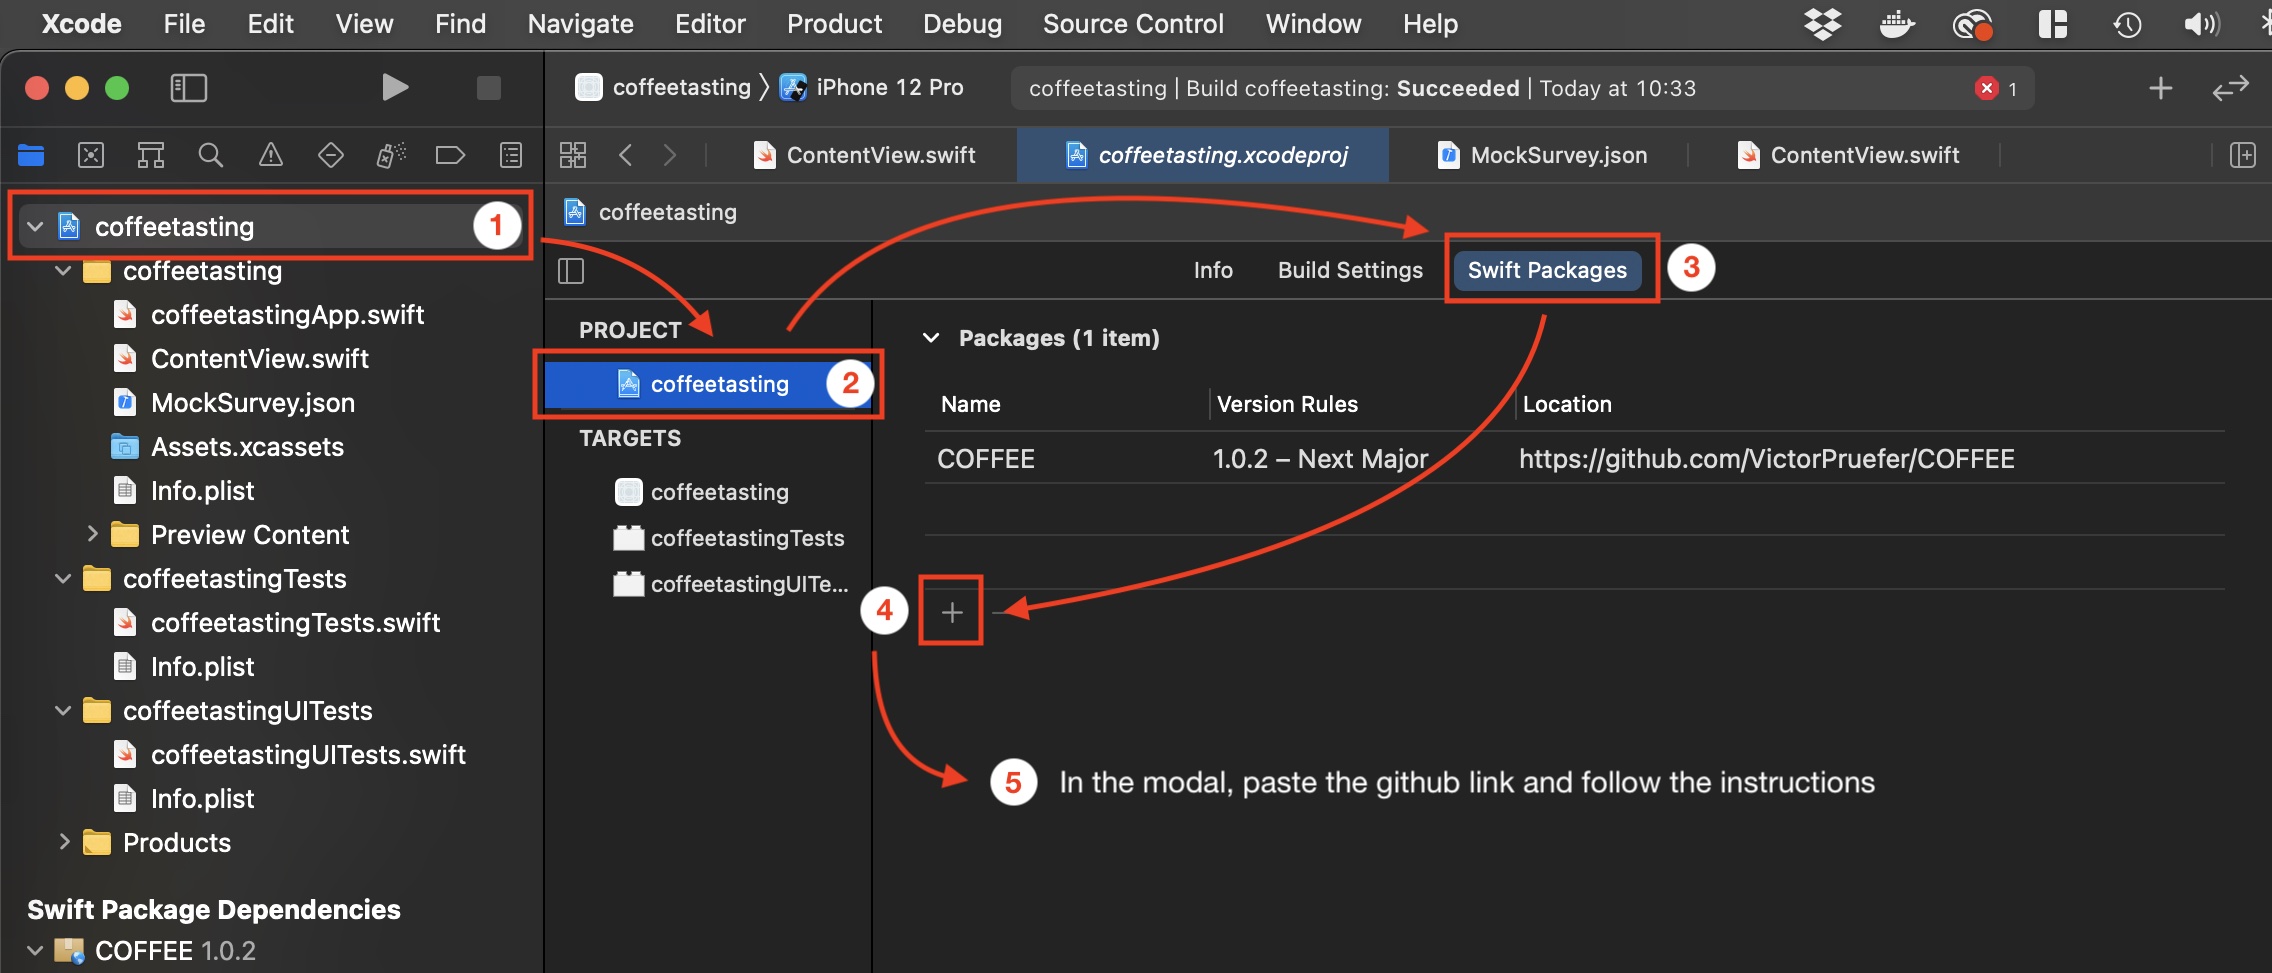 Xcode File Edit View Find Navigate Editor Product Debug Source Control Window Help
coffeetasting iPhone 12 Pro
coffeetasting | Build coffeetasting: Succeeded | Today at 10:33 1
ContentView.swift coffeetasting.xcodeproj MockSurvey.json ContentView.swift
coffeetasting 1
coffeetasting
coffeetastingApp.swift
ContentView.swift
MockSurvey.json
Assets.xcassets
Info.plist
Preview Content
coffeetastingTests
coffeetastingTests.swift
Info.plist
coffeetastingUITests
coffeetastingUITests.swift
Info.plist
Products
Swift Package Dependencies
COFFEE 1.0.2
coffeetasting
Info Build Settings Swift Packages 3
PROJECT
coffeetasting 2
TARGETS
coffeetasting
coffeetastingTests
coffeetastingUITe...
Packages (1 item)
Name Version Rules Location
COFFEE 1.0.2 – Next Major https://github.com/VictorPruefer/COFFEE
4 +
5 In the modal, paste the github link and follow the instructions